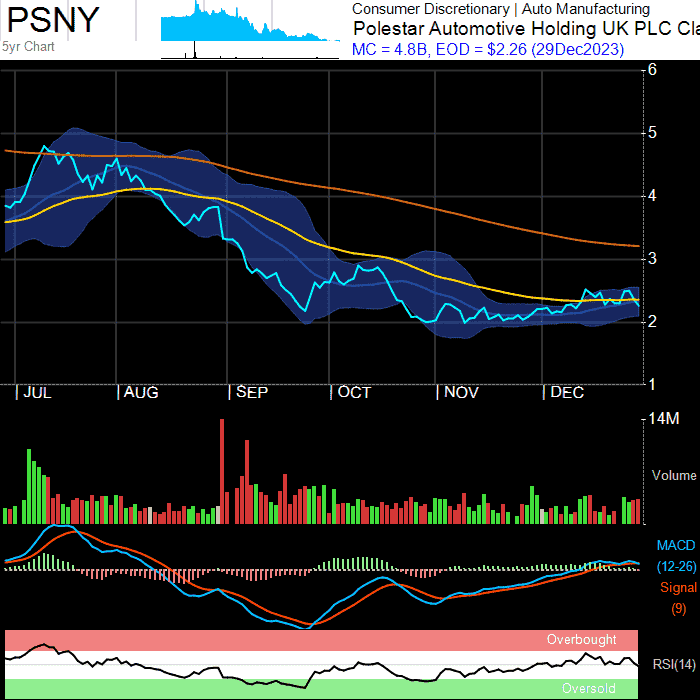 PSNY
5yr Chart
Consumer Discretionary | Auto Manufacturing
Polestar Automotive Holding UK PLC Cla
MC = 4.8B, EOD = $2.26 (29Dec2023)
6
5
4
3
2
1
| JUL | AUG | SEP | OCT | NOV | DEC
14M
Volume
MACD
(12-26)
Signal
(9)
Overbought
RSI(14)
Oversold